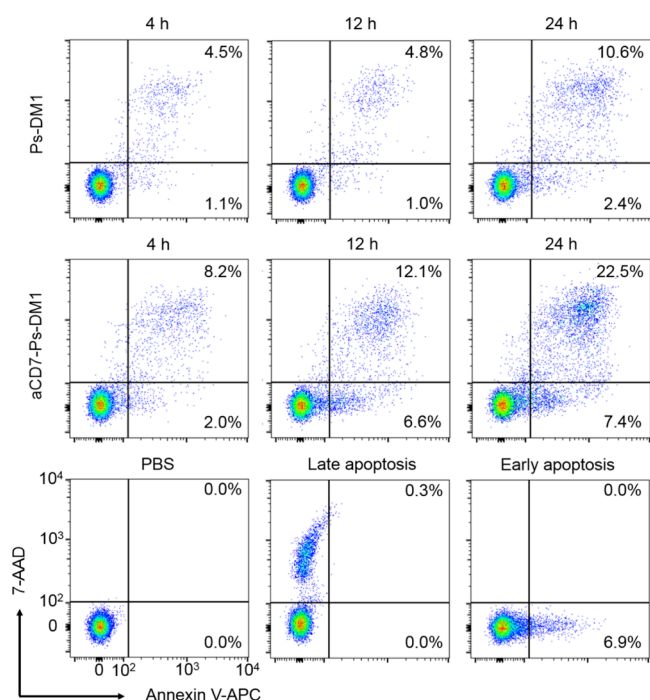 4 h 12 h 24 h
Ps-DM1
4.5% 4.8% 10.6%
1.1% 1.0% 2.4%
4 h 12 h 24 h
aCD7-Ps-DM1
8.2% 12.1% 22.5%
2.0% 6.6% 7.4%
PBS Late apoptosis Early apoptosis
10⁴ 0.0% 0.3% 0.0%
10³
7-AAD
10²
0 0.0% 0.0% 6.9%
0 10² 10³ 10⁴
Annexin V-APC